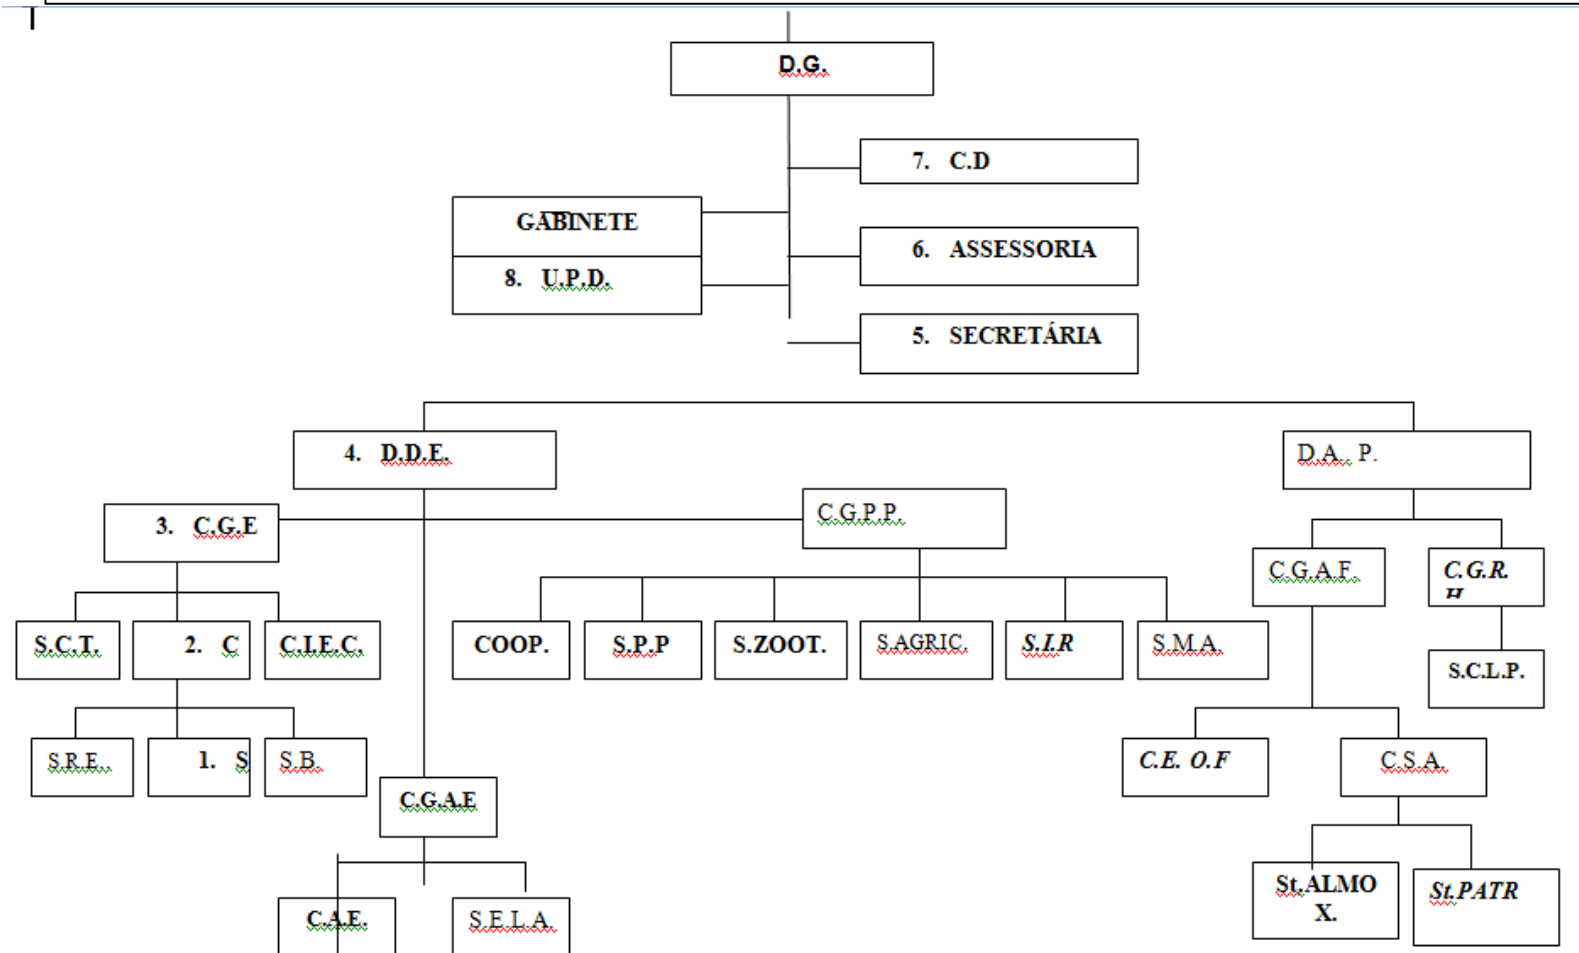 D.G.
7. C.D
GABINETE
6. ASSESSORIA
8. U.P.D.
5. SECRETÁRIA
4. D.D.E.
D.A.. P.
3. C.G.E
C.G.P.P.
C.G.A.F.
C.G.R.
H
S.C.T.
2. C
C.I.E.C.
COOP.
S.P.P
S.ZOOT.
S.AGRIC.
S.I.R
S.M.A.
S.C.L.P.
S.R.E..
1. S
S.B.
C.E. O.F
C.S.A.
C.G.A.E
St.ALMO
X.
St.PATR
C.A.E.
S.E.L.A.